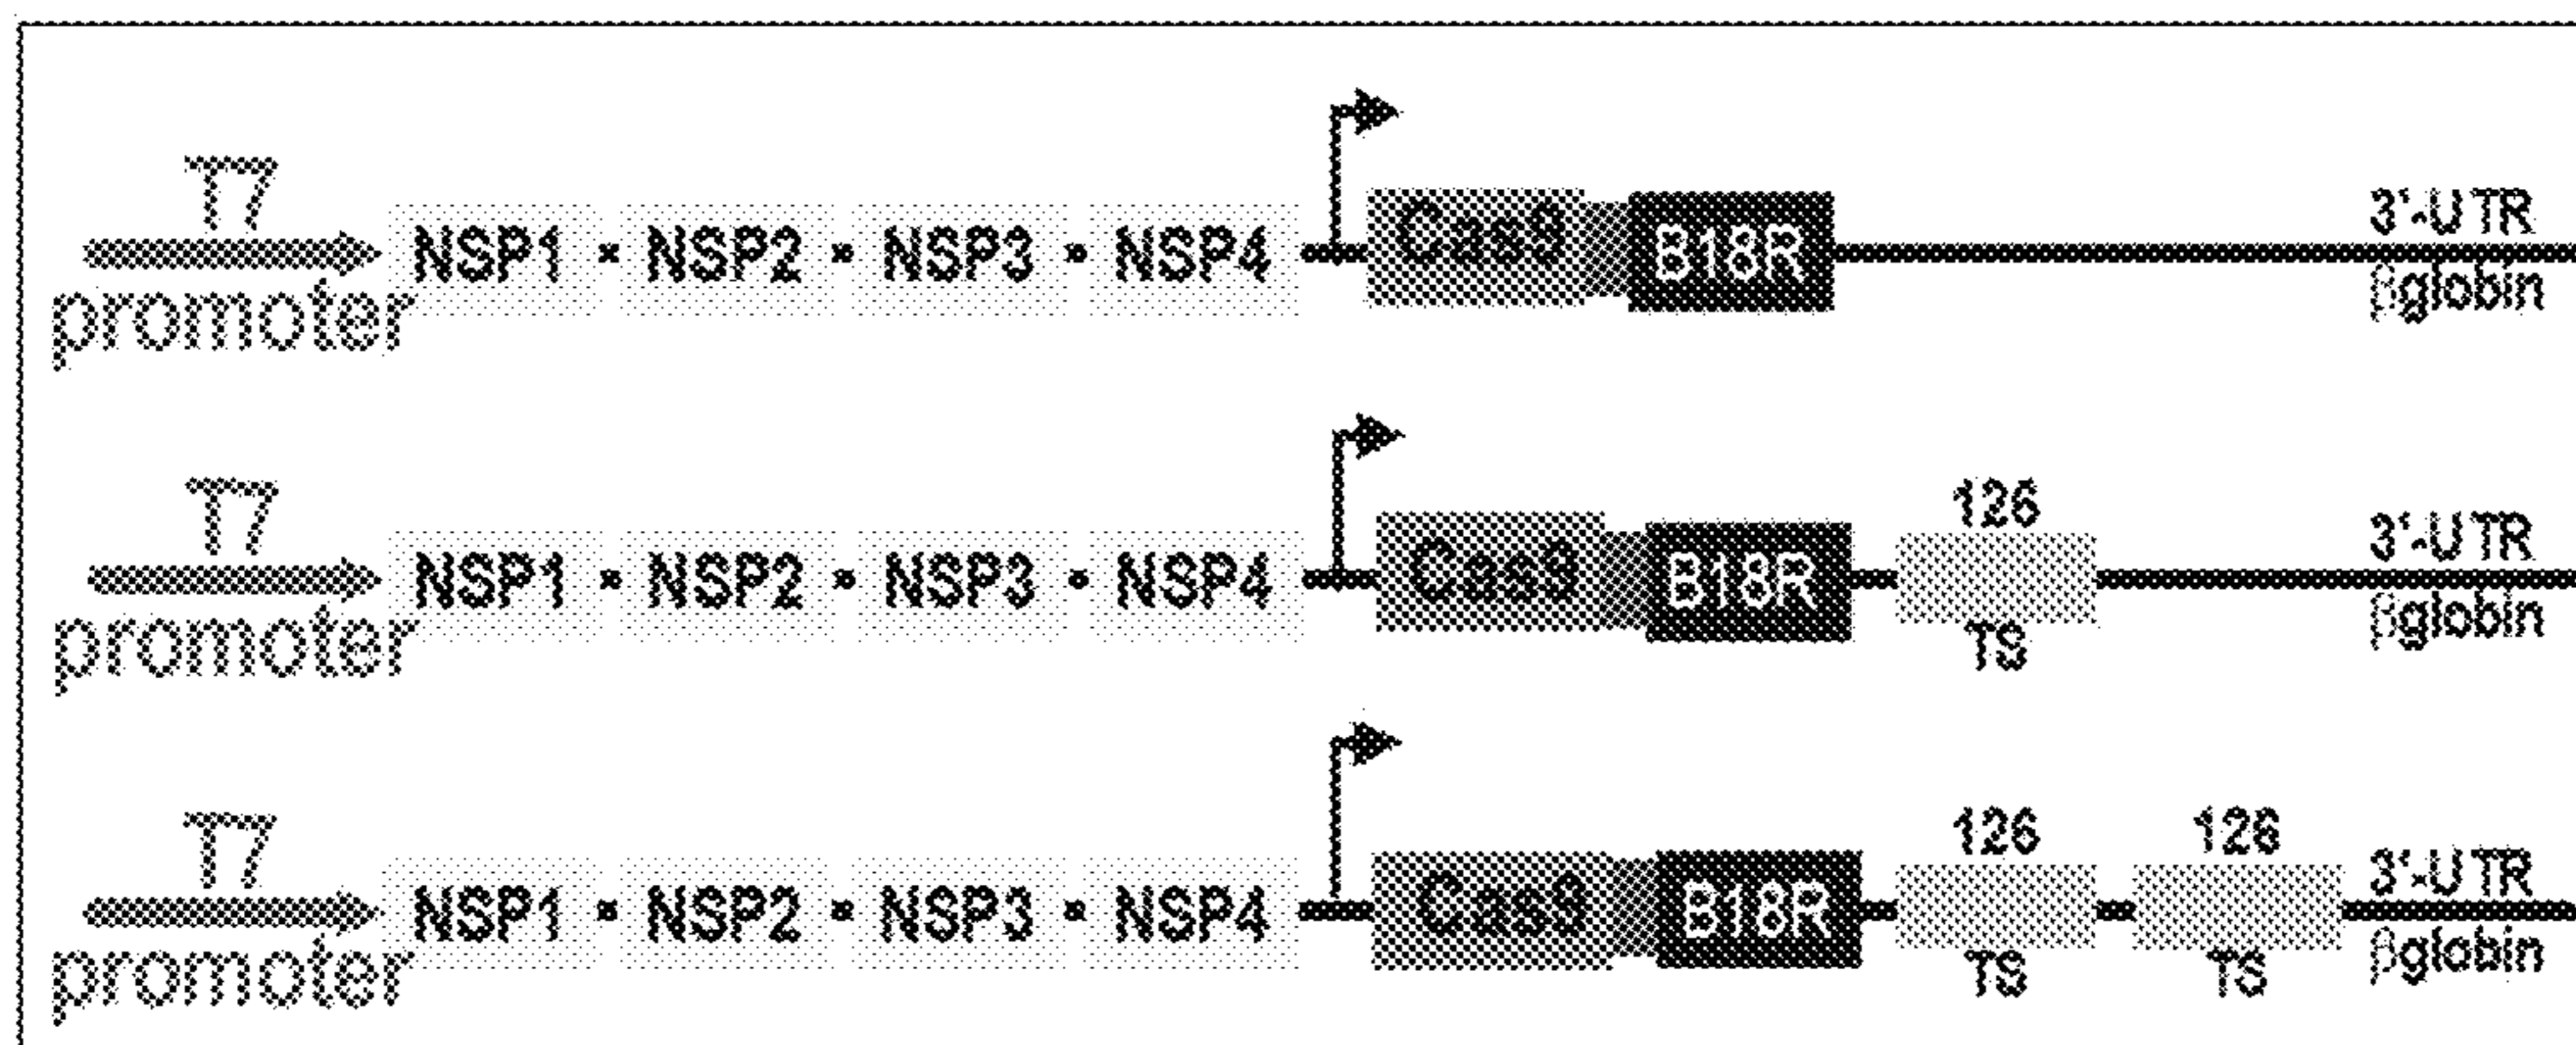 T7
promoter
NSP1 NSP2 NSP3 NSP4 Cas9 B18R
3'-UTR
βglobin
T7
promoter
NSP1 NSP2 NSP3 NSP4 Cas9 B18R
126
TS
3'-UTR
βglobin
T7
promoter
NSP1 NSP2 NSP3 NSP4 Cas9 B18R
126
TS
126
TS
3'-UTR
βglobin